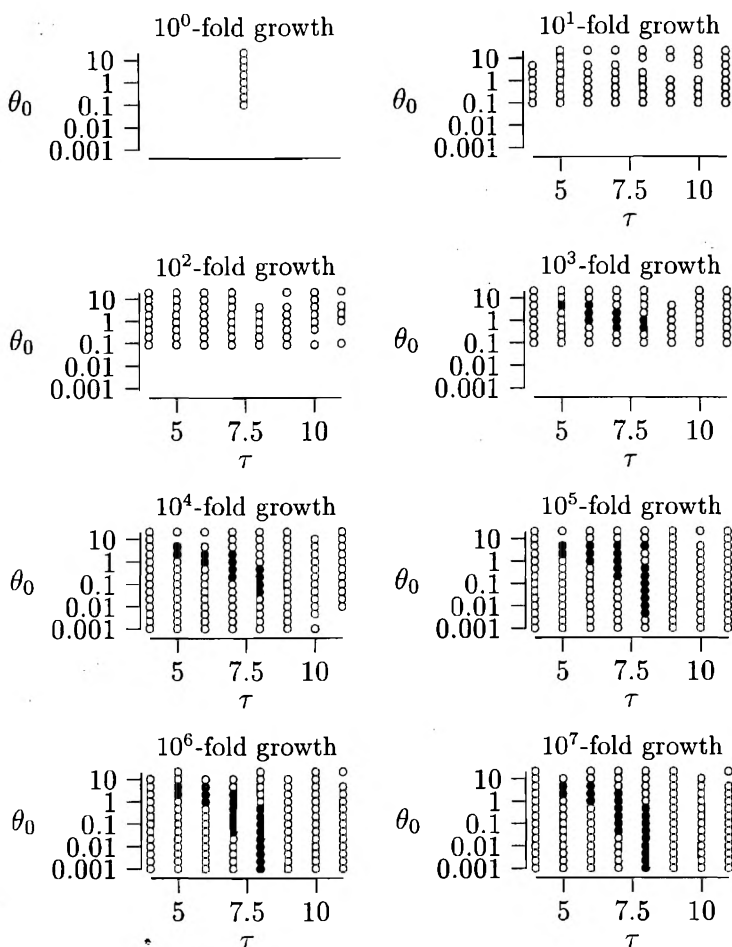 10⁰-fold growth
10
1
θ₀ 0.1
0.01
0.001
10¹-fold growth
10
1
θ₀ 0.1
0.01
0.001
5 7.5 10
τ
10²-fold growth
10
1
θ₀ 0.1
0.01
0.001
5 7.5 10
τ
10³-fold growth
10
1
θ₀ 0.1
0.01
0.001
5 7.5 10
τ
10⁴-fold growth
10
1
θ₀ 0.1
0.01
0.001
5 7.5 10
τ
10⁵-fold growth
10
1
θ₀ 0.1
0.01
0.001
5 7.5 10
τ
10⁶-fold growth
10
1
θ₀ 0.1
0.01
0.001
5 7.5 10
τ
10⁷-fold growth
10
1
θ₀ 0.1
0.01
0.001
5 7.5 10
τ